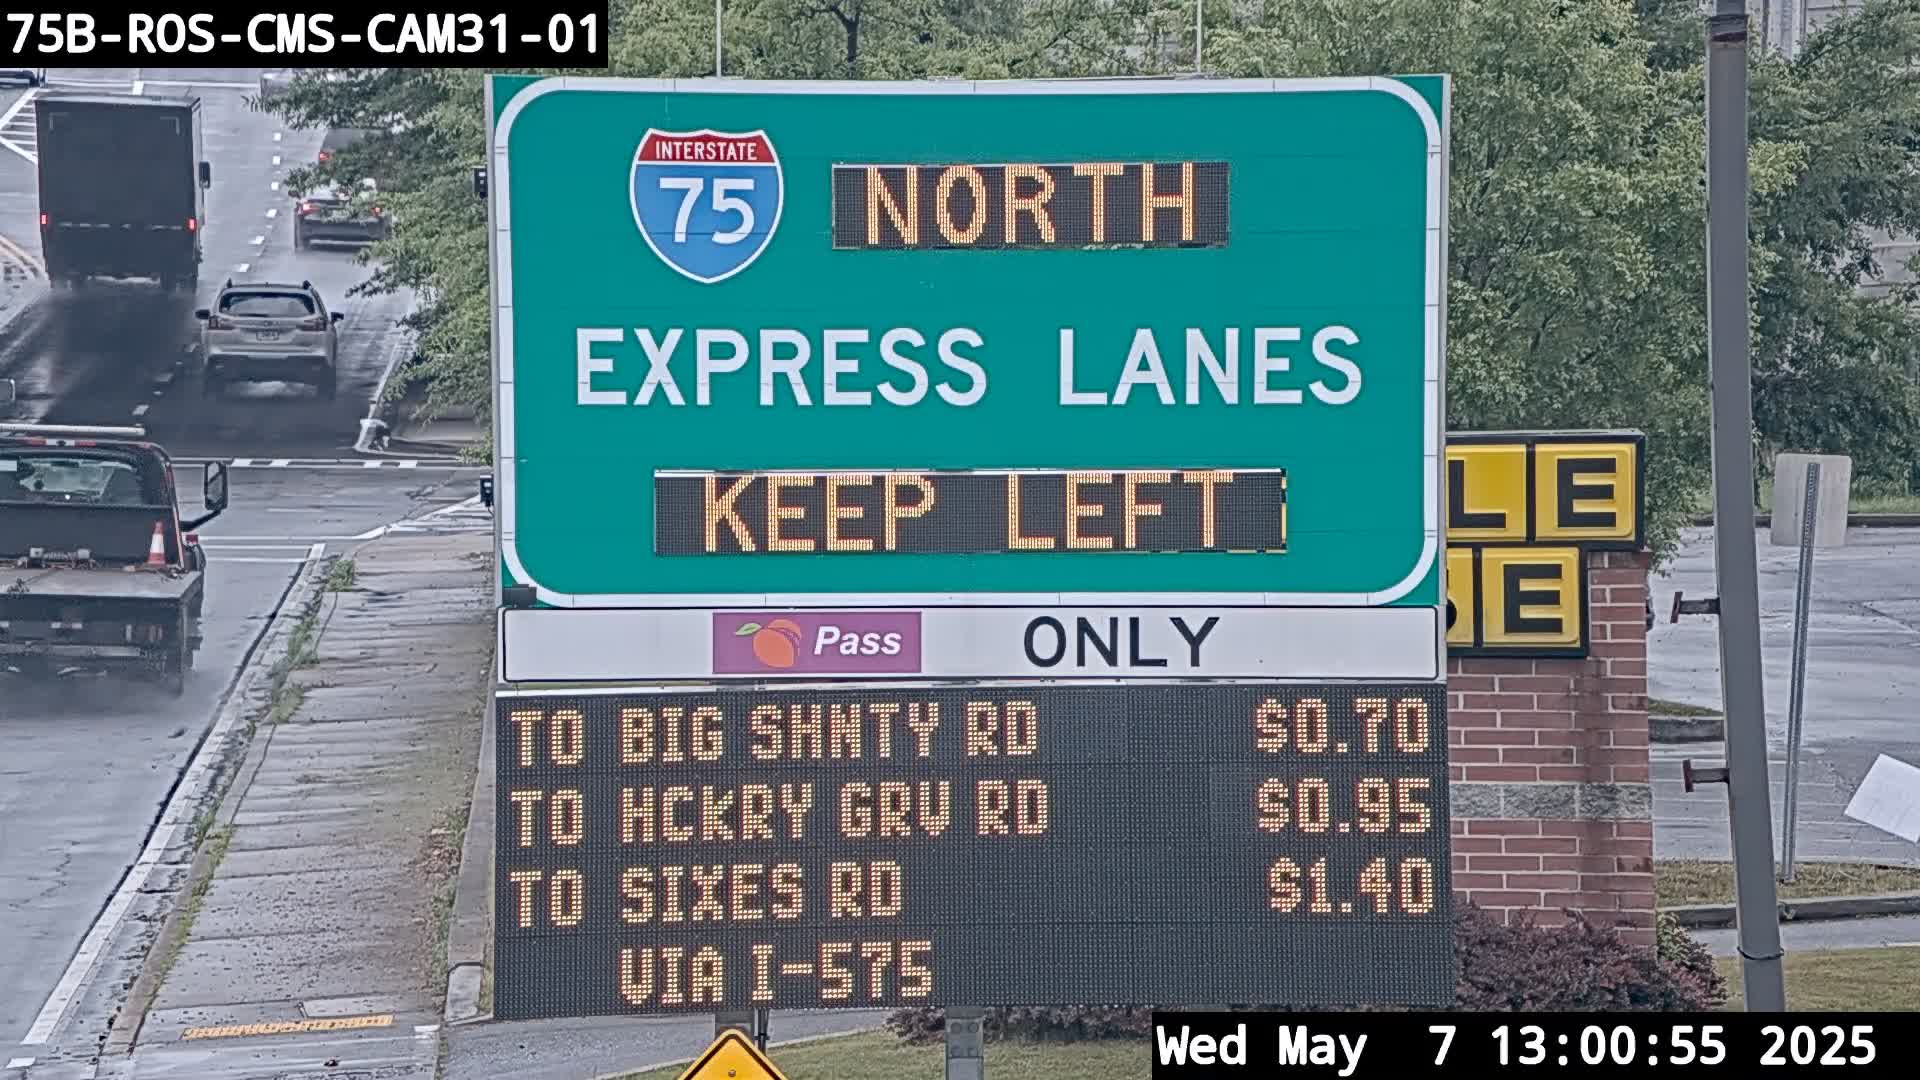 75B-ROS-CMS-CAM31-01
INTERSTATE
75
NORTH
EXPRESS LANES
KEEP LEFT
Pass ONLY
TO BIG SHNTY RD $0.70
TO HCKRY GRV RD $0.95
TO SIXES RD $1.40
VIA I-575
LE
E
Wed May 7 13:00:55 2025